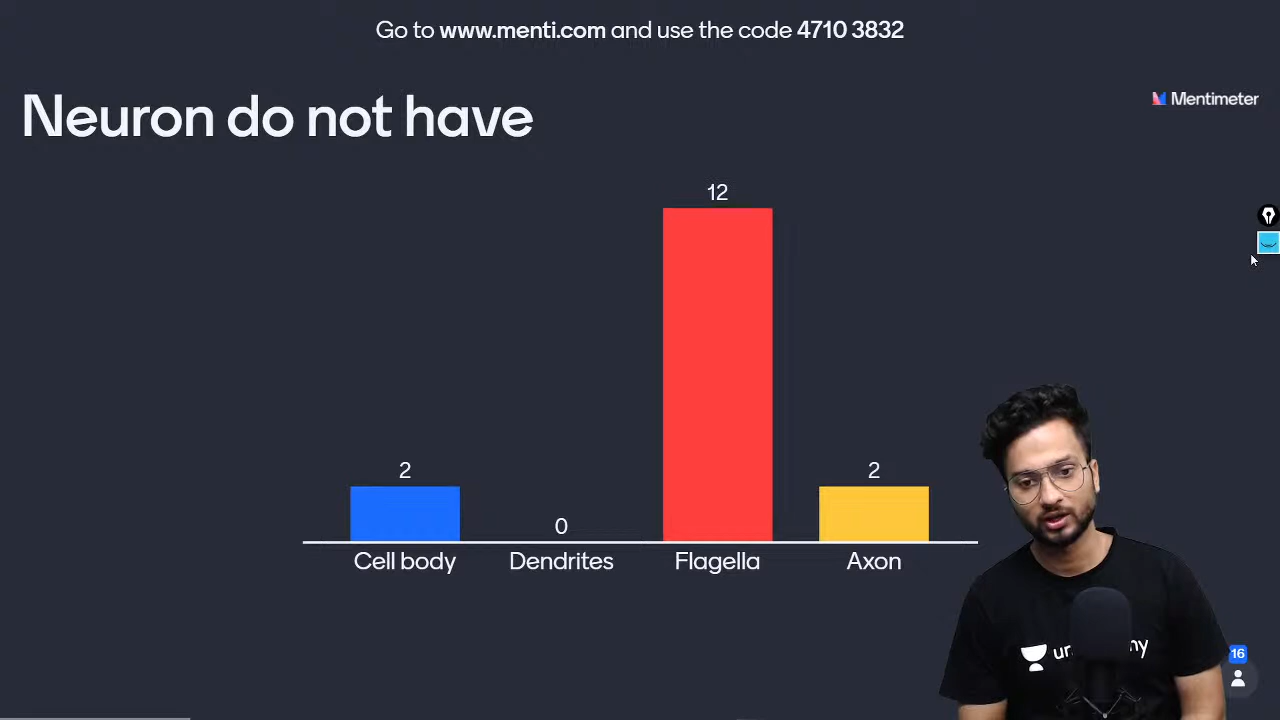 Go to www.menti.com and use the code 4710 3832
Neuron do not have
Mentimeter
12
2
2
0
Cell body
Dendrites
Flagella
Axon
16